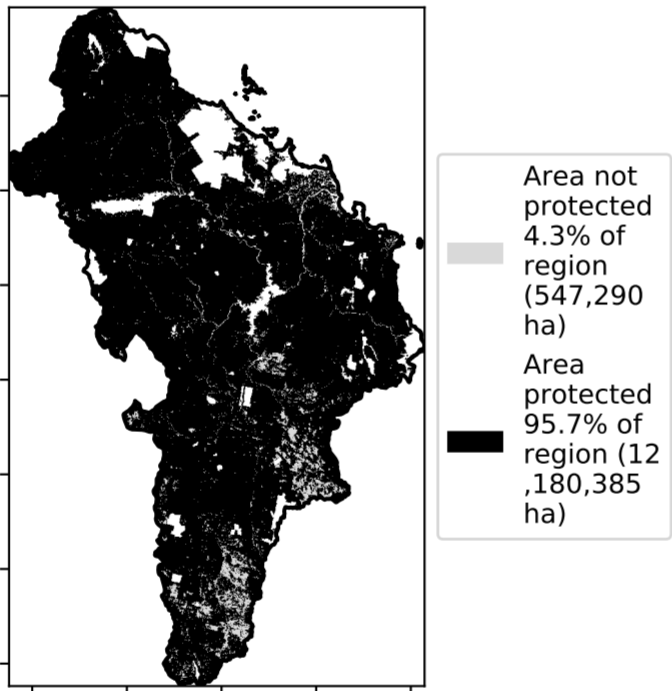 Area not
protected
4.3% of
region
(547,290
ha)
Area
protected
95.7% of
region (12
,180,385
ha)